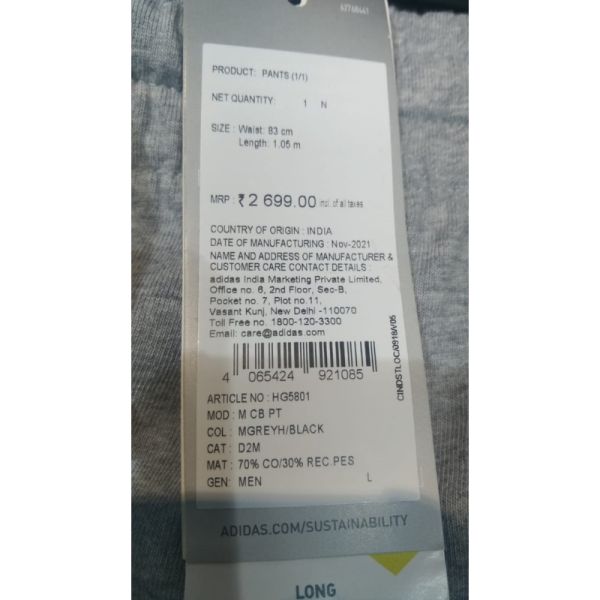 62768661
PRODUCT: PANTS (1/1)
NET QUANTITY: 1 N
SIZE : Waist: 83 cm
Length: 1.05 m
MRP : ₹ 2 699.00 incl. of all taxes
COUNTRY OF ORIGIN : INDIA
DATE OF MANUFACTURING : Nov-2021
NAME AND ADDRESS OF MANUFACTURER &
CUSTOMER CARE CONTACT DETAILS :
adidas India Marketing Private Limited,
Office no. 6, 2nd Floor, Sec-B,
Pocket no. 7, Plot no.11,
Vasant Kunj, New Delhi -110070
Toll Free no. 1800-120-3300
Email: care@adidas.com
4 065424 921085
ARTICLE NO : HG5801
MOD : M CB PT
COL : MGREYH/BLACK
CAT : D2M
MAT : 70% CO/30% REC.PES
GEN: MEN L
ADIDAS.COM/SUSTAINABILITY
LONG